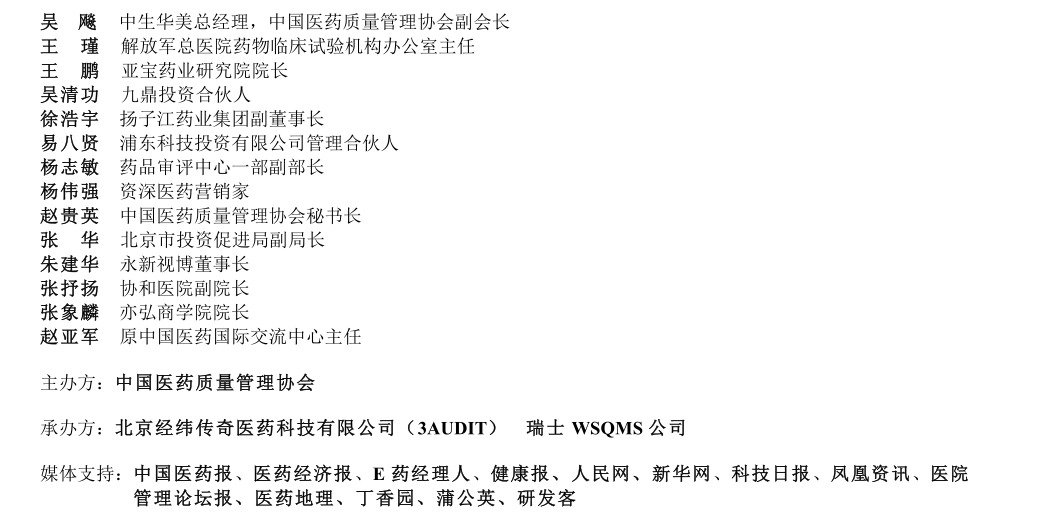 吴　飚　中生华美总经理，中国医药质量管理协会副会长
王　瑾　解放军总医院药物临床试验机构办公室主任
王　鹏　亚宝药业研究院院长
吴清功　九鼎投资合伙人
徐浩宇　扬子江药业集团副董事长
易八贤　浦东科技投资有限公司管理合伙人
杨志敏　药品审评中心一部副部长
杨伟强　资深医药营销家
赵贵英　中国医药质量管理协会秘书长
张　华　北京市投资促进局副局长
朱建华　永新视博董事长
张抒扬　协和医院副院长
张象麟　亦弘商学院院长
赵亚军　原中国医药国际交流中心主任
主办方：中国医药质量管理协会
承办方：北京经纬传奇医药科技有限公司（3AUDIT）　瑞士 WSQMS 公司
媒体支持：中国医药报、医药经济报、E 药经理人、健康报、人民网、新华网、科技日报、凤凰资讯、医院
管理论坛报、医药地理、丁香园、蒲公英、研发客